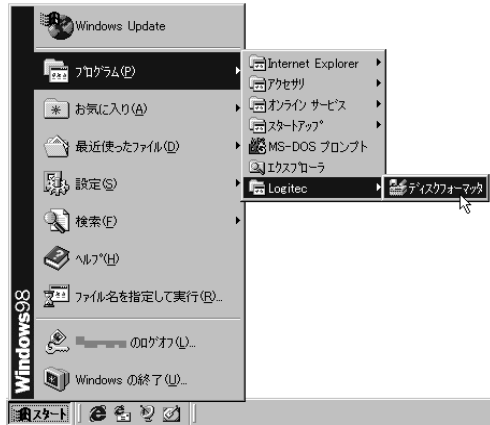 Windows Update
プログラム(P)
お気に入り(A)
最近使ったファイル(D)
設定(S)
検索(F)
ヘルプ(H)
ファイル名を指定して実行(R)...
のログオフ(L)...
Windows の終了(U)...
Windows98
スタート
Internet Explorer
アクセサリ
オンライン サービス
スタートアップ
MS-DOS プロンプト
エクスプローラ
Logitec
ディスクフォーマッタ